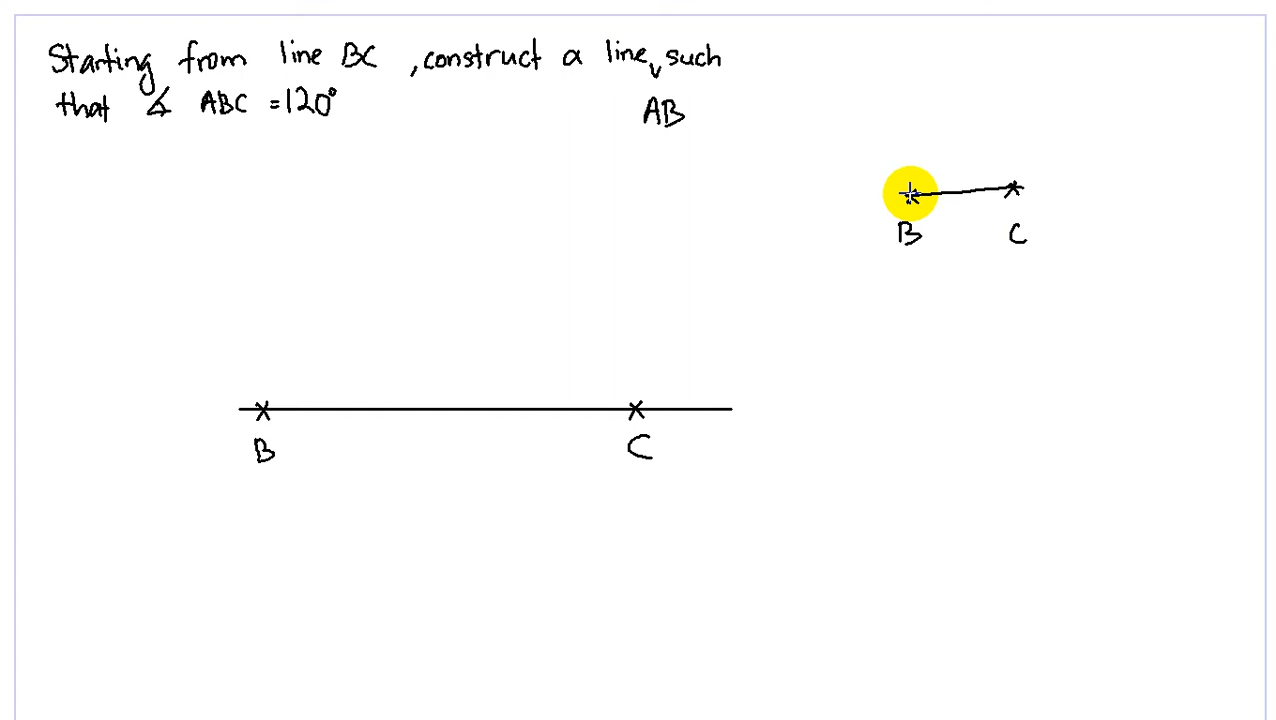 Starting from line BC , construct a line such
that ∡ ABC = 120°
AB
B C
B C